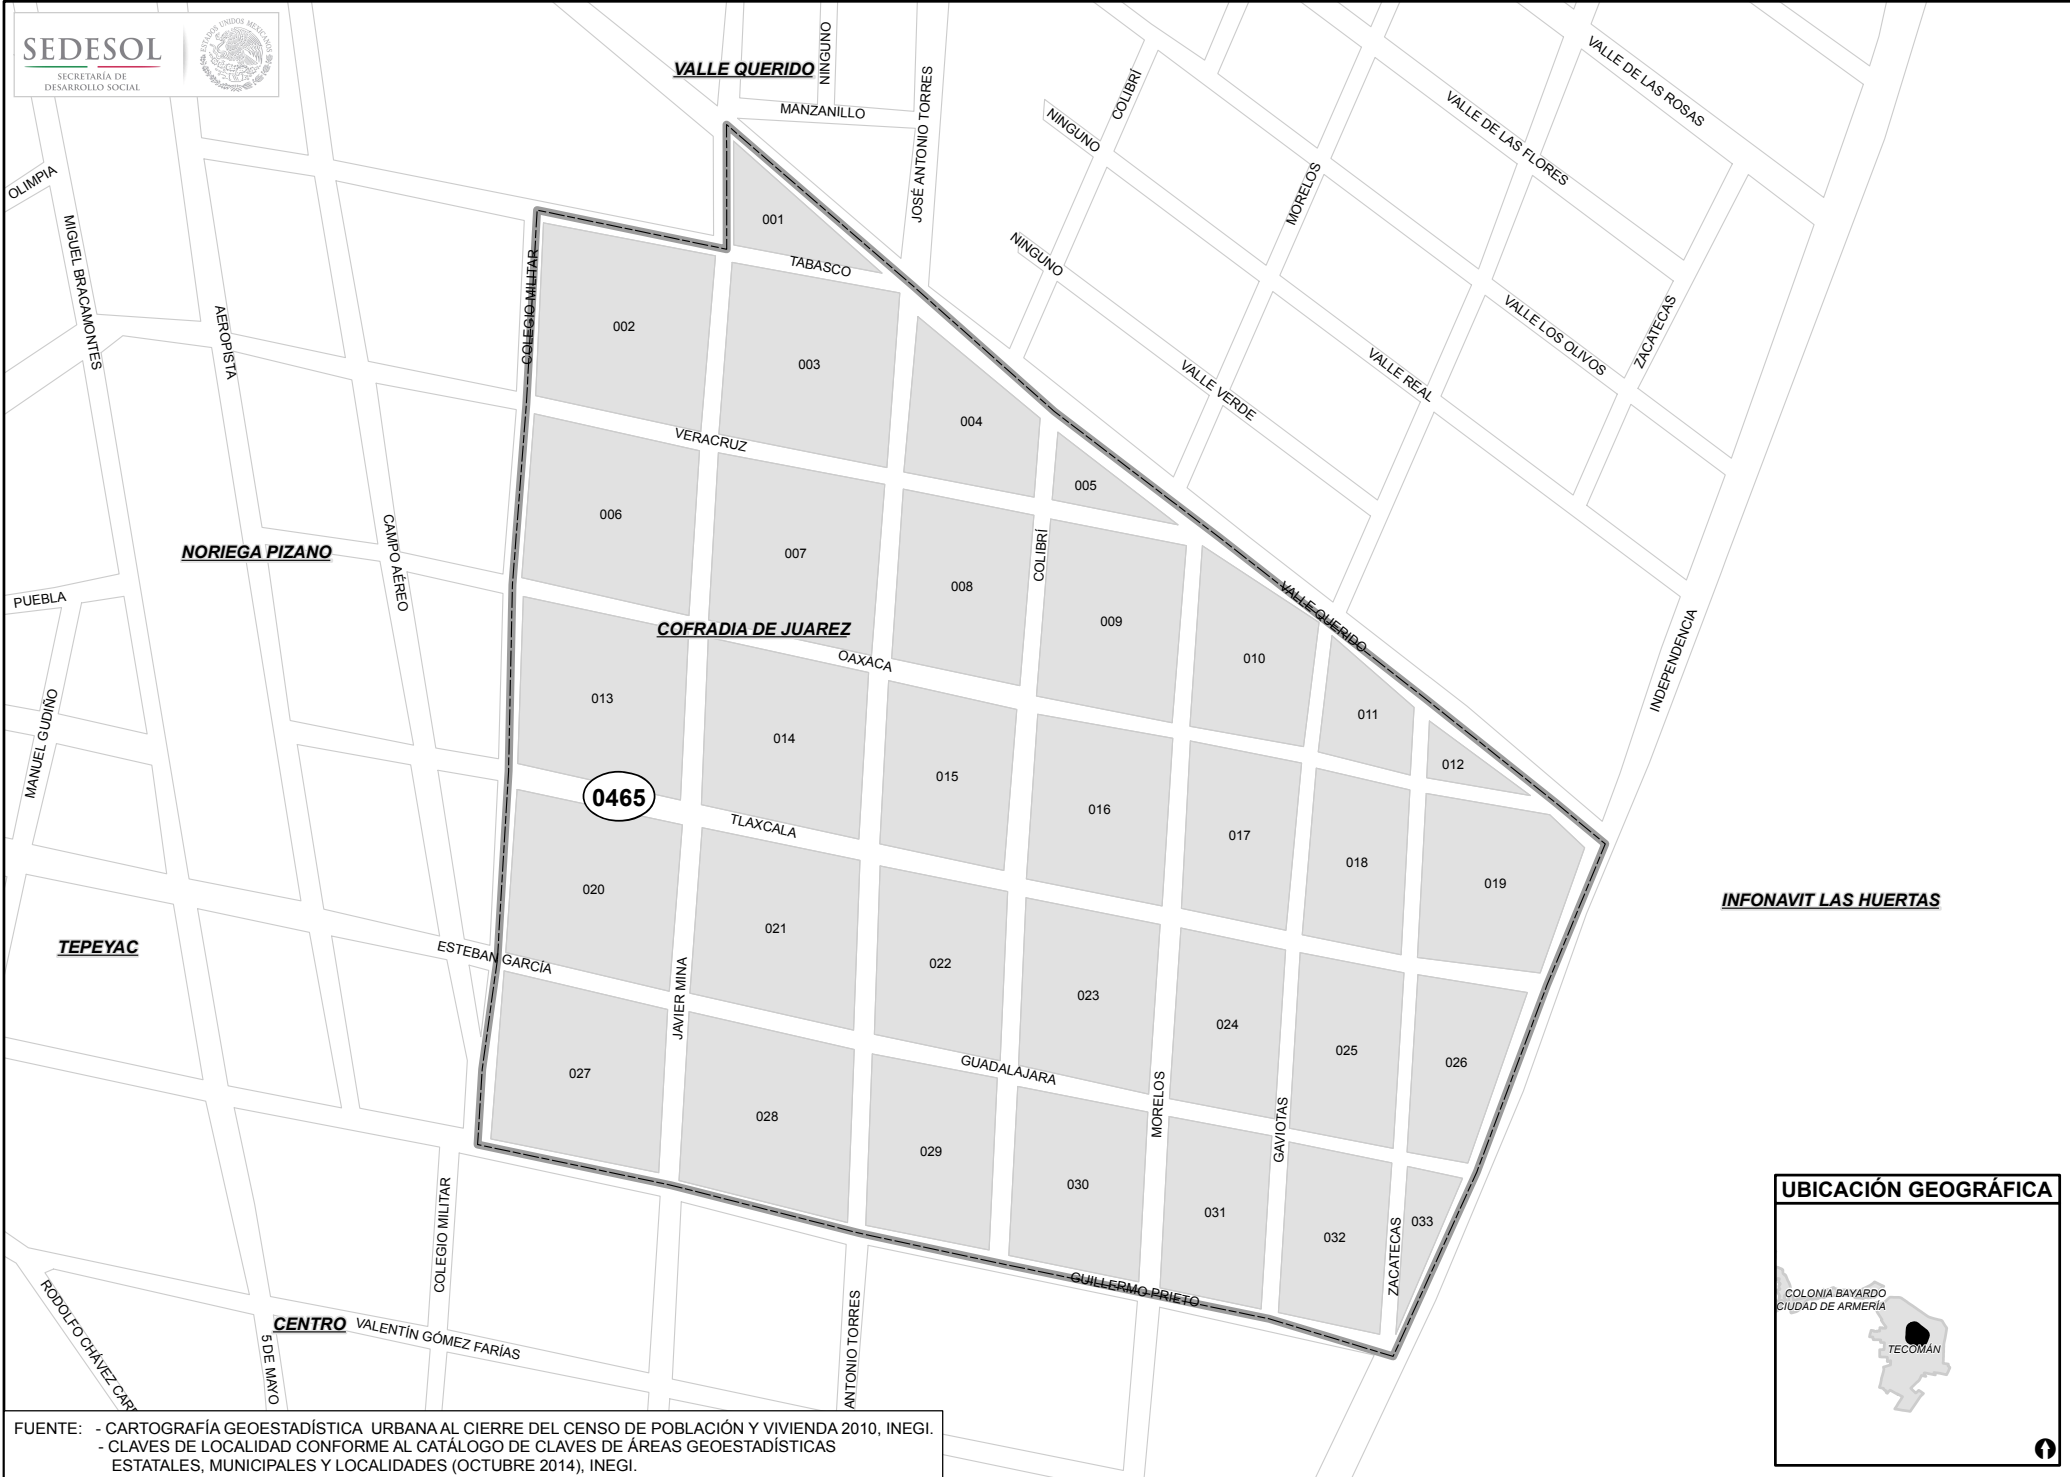 SEDESOL
SECRETARÍA DE
DESARROLLO SOCIAL
ESTADOS UNIDOS MEXICANOS
VALLE QUERIDO
NINGUNO
MANZANILLO
JOSÉ ANTONIO TORRES
COLIBRÍ
NINGUNO
NINGUNO
MORELOS
VALLE DE LAS ROSAS
VALLE DE LAS FLORES
VALLE LOS OLIVOS
ZACATECAS
VALLE REAL
VALLE VERDE
OLIMPIA
MIGUEL BRACAMONTES
AEROPISTA
COLEGIO MILITAR
001
TABASCO
002
003
004
VERACRUZ
005
006
007
008
COLIBRÍ
009
NORIEGA PIZANO
CAMPO AÉREO
PUEBLA
COFRADIA DE JUAREZ
OAXACA
010
VALLE QUERIDO
INDEPENDENCIA
011
012
013
014
015
016
017
018
019
MANUEL GUDIÑO
0465
TLAXCALA
020
021
022
023
024
025
026
INFONAVIT LAS HUERTAS
TEPEYAC
ESTEBAN GARCÍA
JAVIER MINA
GUADALAJARA
MORELOS
GAVIOTAS
027
028
029
030
031
032
033
ZACATECAS
GUILLERMO PRIETO
COLEGIO MILITAR
RODOLFO CHÁVEZ
5 DE MAYO
CENTRO
VALENTÍN GÓMEZ FARÍAS
ANTONIO TORRES
UBICACIÓN GEOGRÁFICA
COLONIA BAYARDO
CIUDAD DE ARMERÍA
TECOMÁN
FUENTE: - CARTOGRAFÍA GEOESTADÍSTICA URBANA AL CIERRE DEL CENSO DE POBLACIÓN Y VIVIENDA 2010, INEGI.
- CLAVES DE LOCALIDAD CONFORME AL CATÁLOGO DE CLAVES DE ÁREAS GEOESTADÍSTICAS
ESTATALES, MUNICIPALES Y LOCALIDADES (OCTUBRE 2014), INEGI.